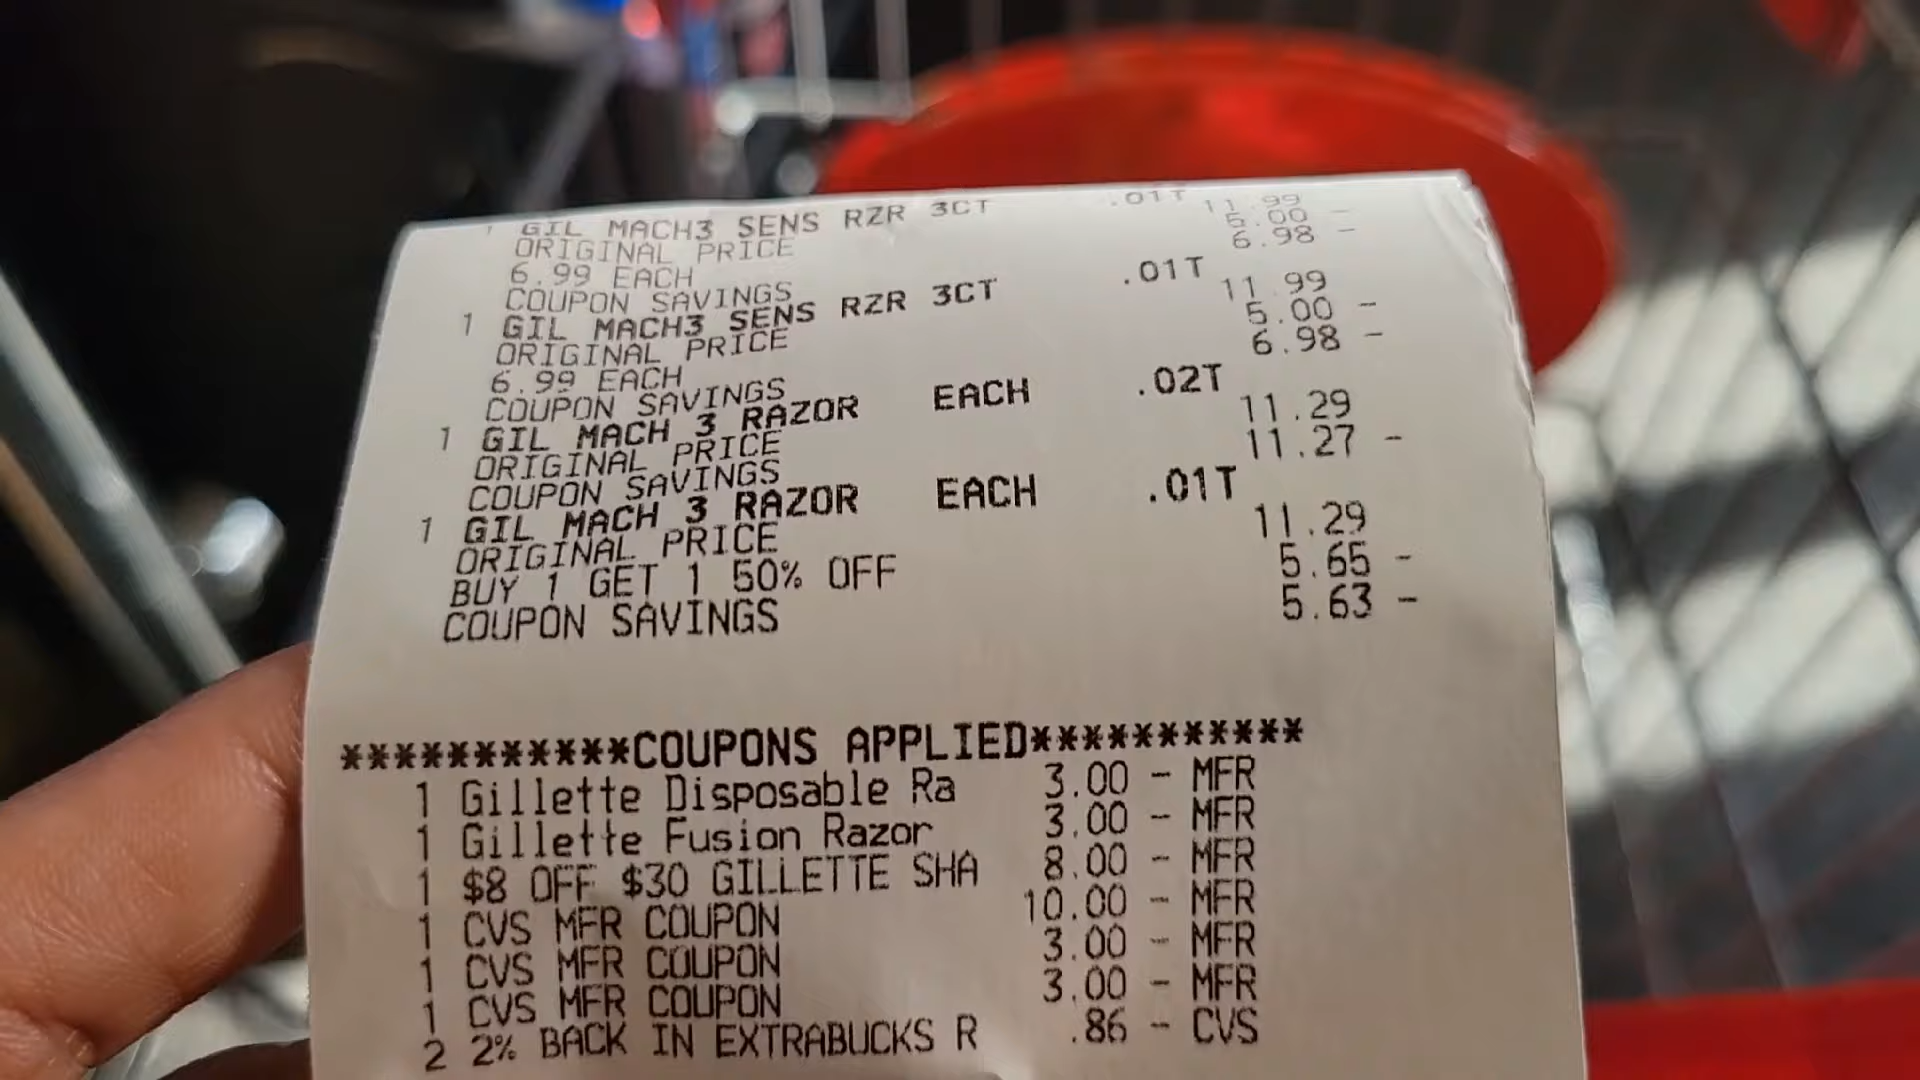 1 GIL MACH3 SENS RZR 3CT .01T
ORIGINAL PRICE 11.99
6.99 EACH 5.00 -
COUPON SAVINGS 6.98 -
1 GIL MACH3 SENS RZR 3CT .01T
ORIGINAL PRICE 11.99
6.99 EACH 5.00 -
COUPON SAVINGS 6.98 -
1 GIL MACH 3 RAZOR EACH .02T
ORIGINAL PRICE 11.29
COUPON SAVINGS 11.27 -
1 GIL MACH 3 RAZOR EACH .01T
ORIGINAL PRICE 11.29
BUY 1 GET 1 50% OFF 5.65 -
COUPON SAVINGS 5.63 -
***********COUPONS APPLIED***********
1 Gillette Disposable Ra 3.00 - MFR
1 Gillette Fusion Razor 3.00 - MFR
1 $8 OFF $30 GILLETTE SHA 8.00 - MFR
1 CVS MFR COUPON 10.00 - MFR
1 CVS MFR COUPON 3.00 - MFR
1 CVS MFR COUPON 3.00 - MFR
2 2% BACK IN EXTRABUCKS R .86 - CVS